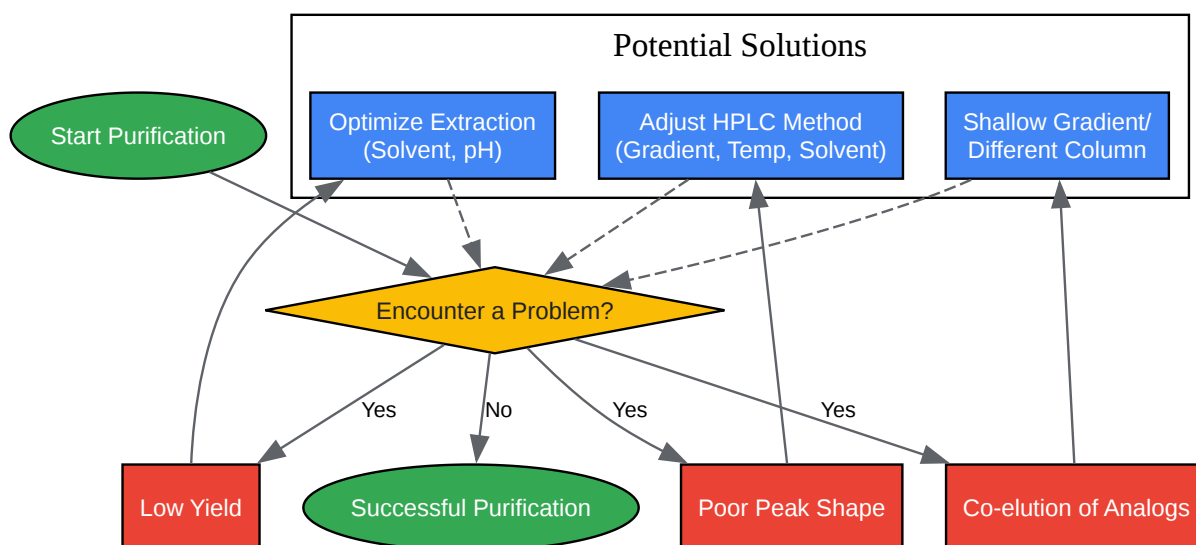 Potential Solutions
Start Purification
Optimize Extraction
(Solvent, pH)
Adjust HPLC Method
(Gradient, Temp, Solvent)
Shallow Gradient/
Different Column
Encounter a Problem?
Yes
No
Yes
Yes
Low Yield
Successful Purification
Poor Peak Shape
Co-elution of Analogs